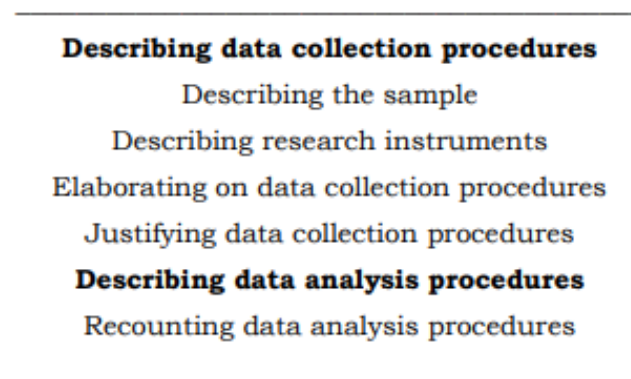 Describing data collection procedures
Describing the sample
Describing research instruments
Elaborating on data collection procedures
Justifying data collection procedures
Describing data analysis procedures
Recounting data analysis procedures